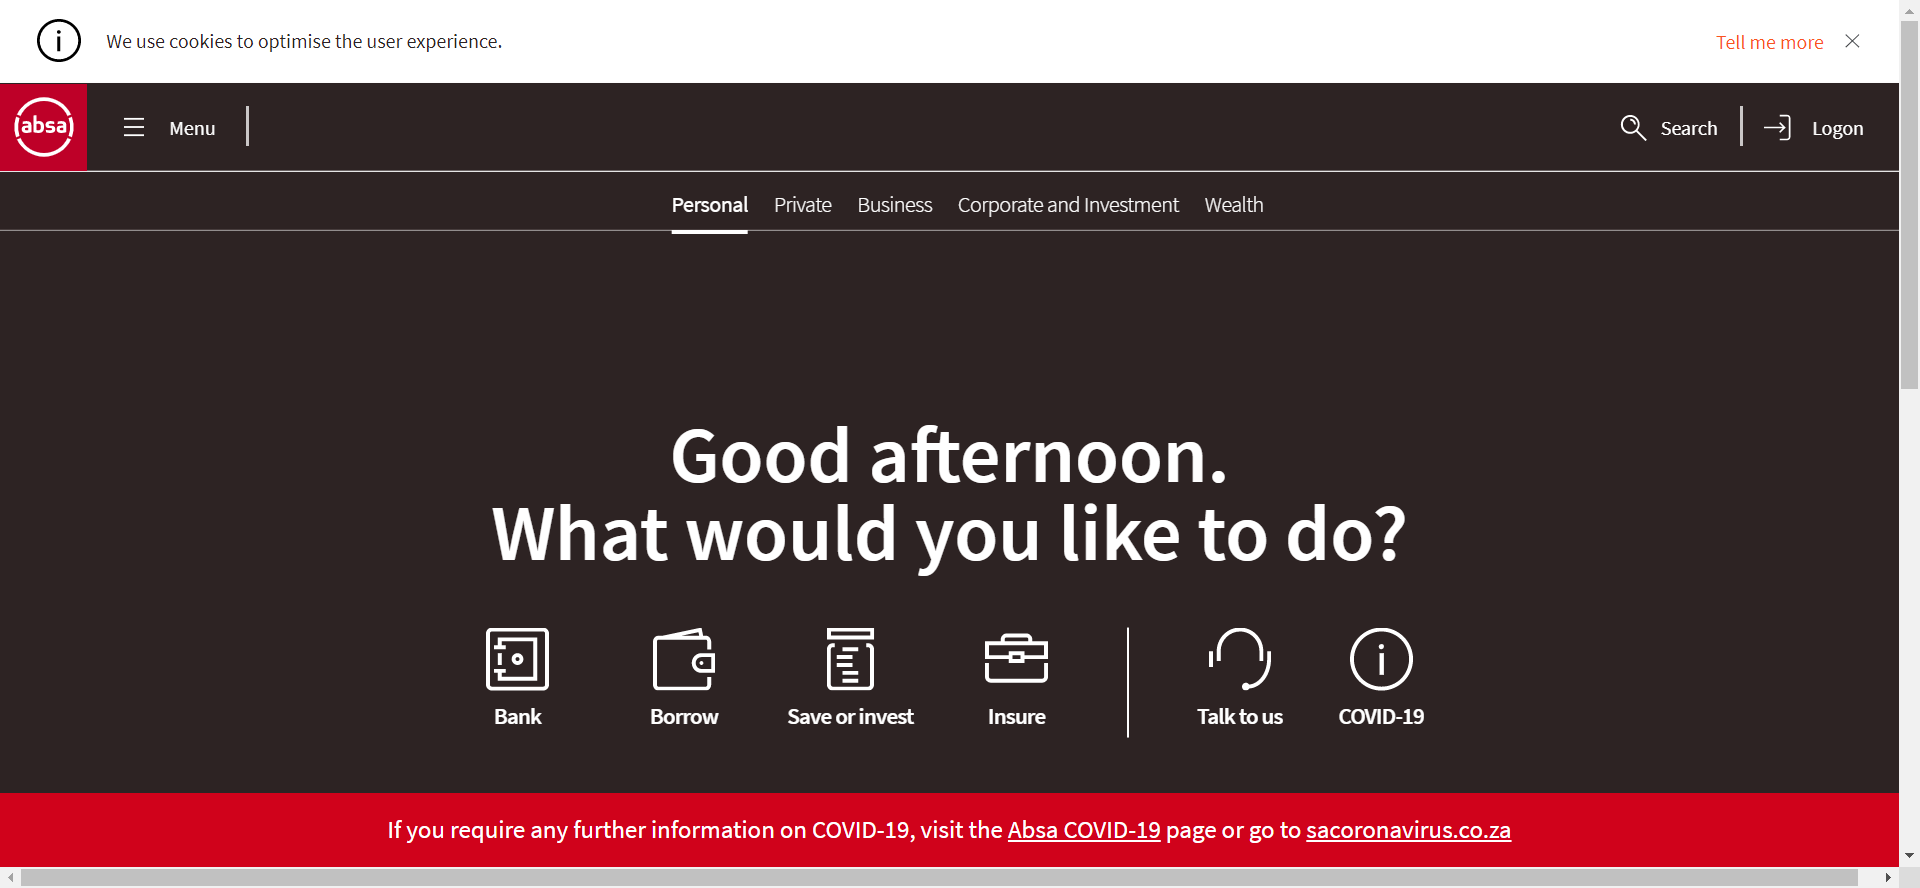 We use cookies to optimise the user experience.
Tell me more
absa
Menu
Search
Logon
Personal
Private
Business
Corporate and Investment
Wealth
Good afternoon.
What would you like to do?
Bank
Borrow
Save or invest
Insure
Talk to us
COVID-19
If you require any further information on COVID-19, visit the Absa COVID-19 page or go to sacoronavirus.co.za